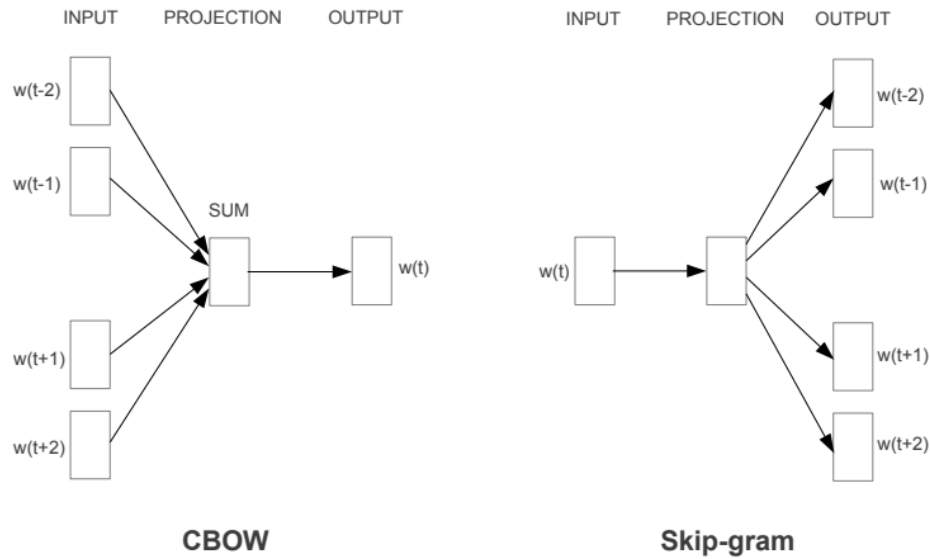 INPUT PROJECTION OUTPUT
w(t-2)
w(t-1)
SUM
w(t)
w(t+1)
w(t+2)
CBOW
INPUT PROJECTION OUTPUT
w(t-2)
w(t-1)
w(t)
w(t+1)
w(t+2)
Skip-gram